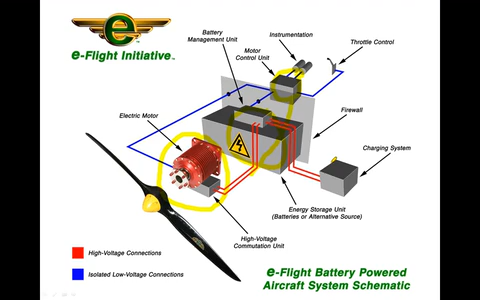 e
e-Flight Initiative™
Battery
Management Unit
Motor
Control Unit
Instrumentation
Throttle Control
Electric Motor
Firewall
Charging System
Energy Storage Unit
(Batteries or Alternative Source)
High-Voltage
Commutation Unit
High-Voltage Connections
Isolated Low-Voltage Connections
e-Flight Battery Powered
Aircraft System Schematic